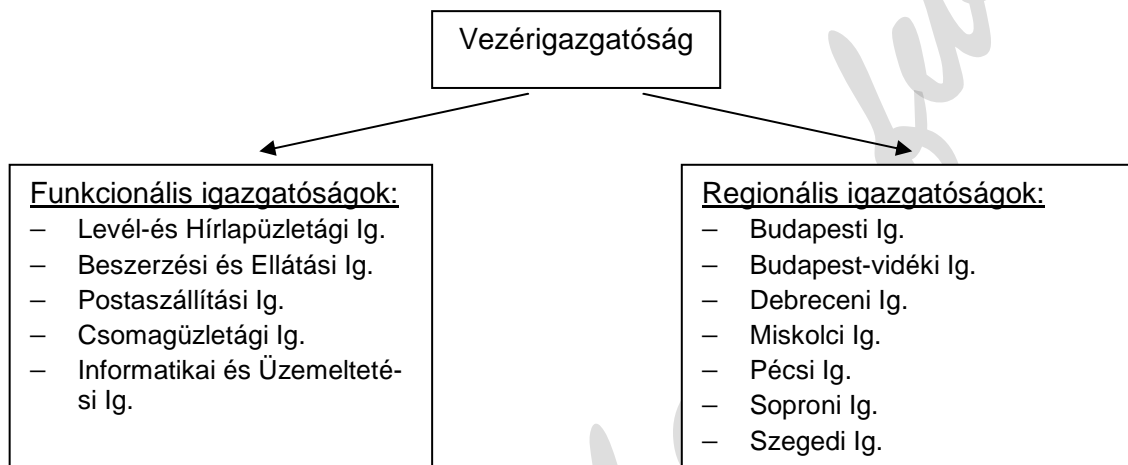 Vezérigazgatóság
Funkcionális igazgatóságok:
– Levél-és Hírlapüzletági Ig.
– Beszerzési és Ellátási Ig.
– Postaszállítási Ig.
– Csomagüzletági Ig.
– Informatikai és Üzemelteté-
si Ig.
Regionális igazgatóságok:
– Budapesti Ig.
– Budapest-vidéki Ig.
– Debreceni Ig.
– Miskolci Ig.
– Pécsi Ig.
– Soproni Ig.
– Szegedi Ig.